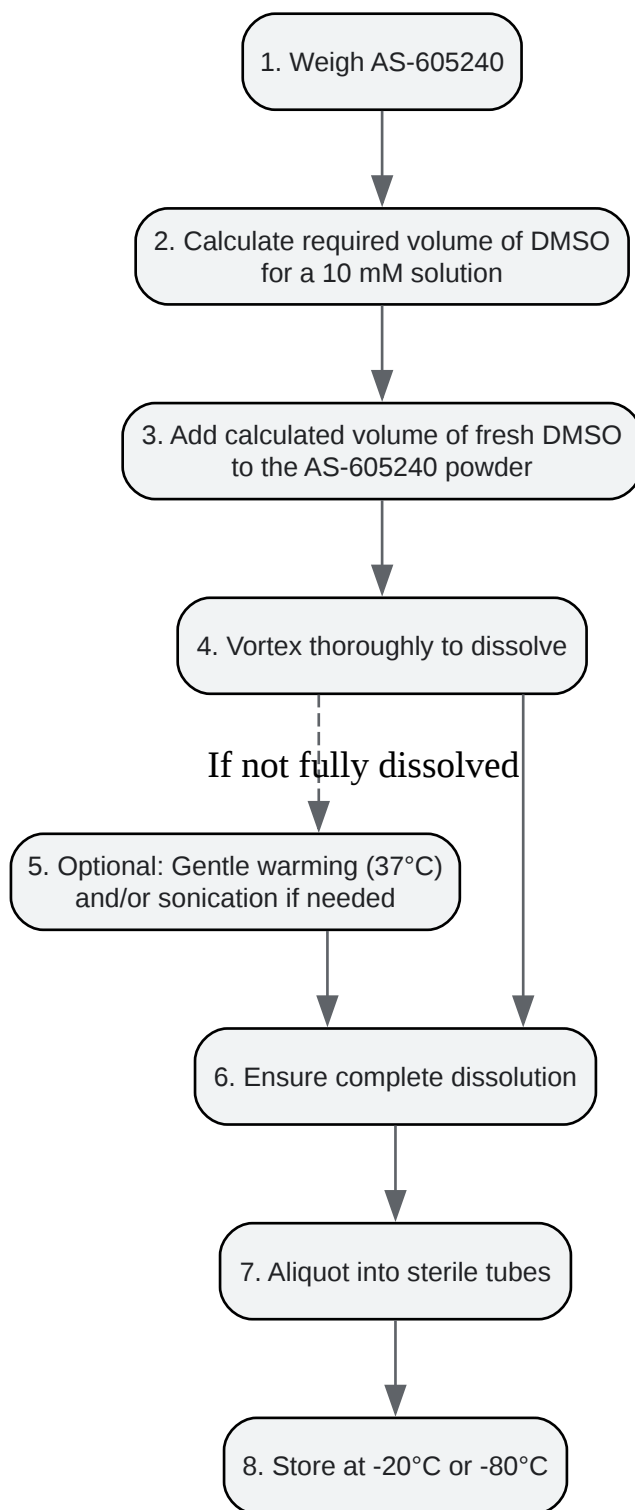 1. Weigh AS-605240
2. Calculate required volume of DMSO
for a 10 mM solution
3. Add calculated volume of fresh DMSO
to the AS-605240 powder
4. Vortex thoroughly to dissolve
If not fully dissolved
5. Optional: Gentle warming (37°C)
and/or sonication if needed
6. Ensure complete dissolution
7. Aliquot into sterile tubes
8. Store at -20°C or -80°C